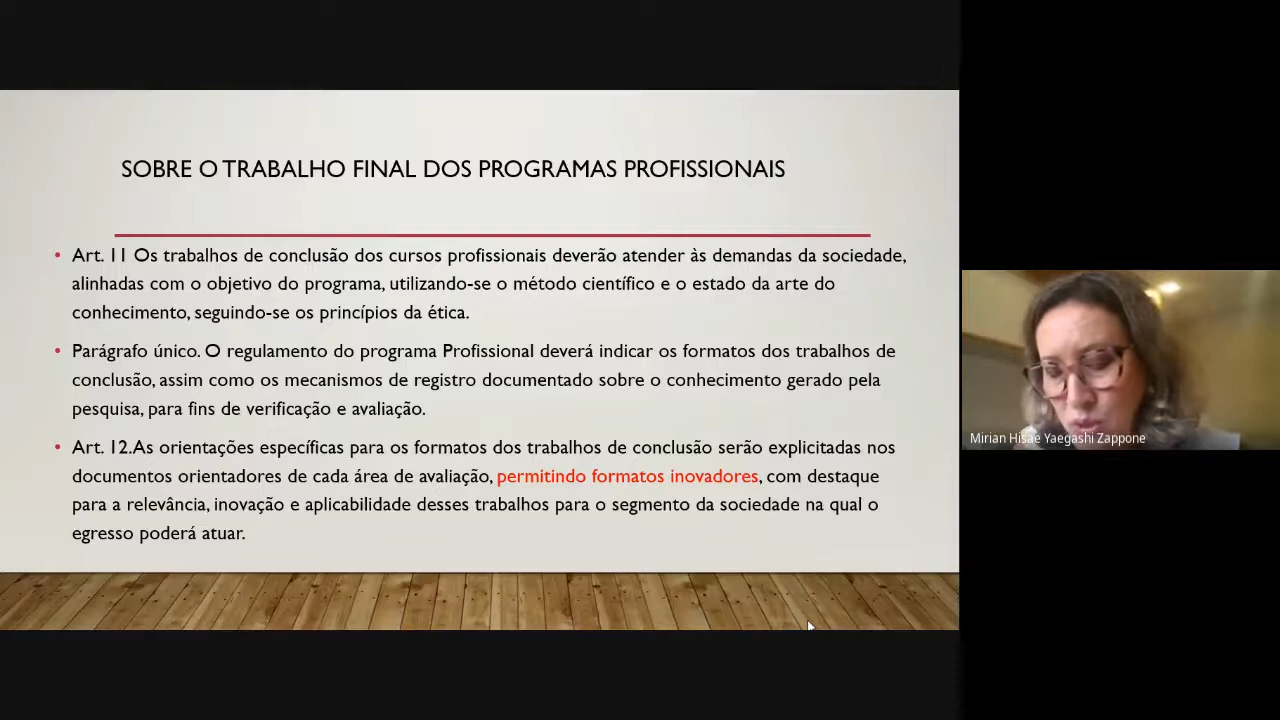 SOBRE O TRABALHO FINAL DOS PROGRAMAS PROFISSIONAIS
• Art. 11 Os trabalhos de conclusão dos cursos profissionais deverão atender às demandas da sociedade,
alinhadas com o objetivo do programa, utilizando-se o método científico e o estado da arte do
conhecimento, seguindo-se os princípios da ética.
• Parágrafo único. O regulamento do programa Profissional deverá indicar os formatos dos trabalhos de
conclusão, assim como os mecanismos de registro documentado sobre o conhecimento gerado pela
pesquisa, para fins de verificação e avaliação.
• Art. 12.As orientações específicas para os formatos dos trabalhos de conclusão serão explicitadas nos
documentos orientadores de cada área de avaliação, permitindo formatos inovadores, com destaque
para a relevância, inovação e aplicabilidade desses trabalhos para o segmento da sociedade na qual o
egresso poderá atuar.
Mirian Hisae Yaegashi Zappone